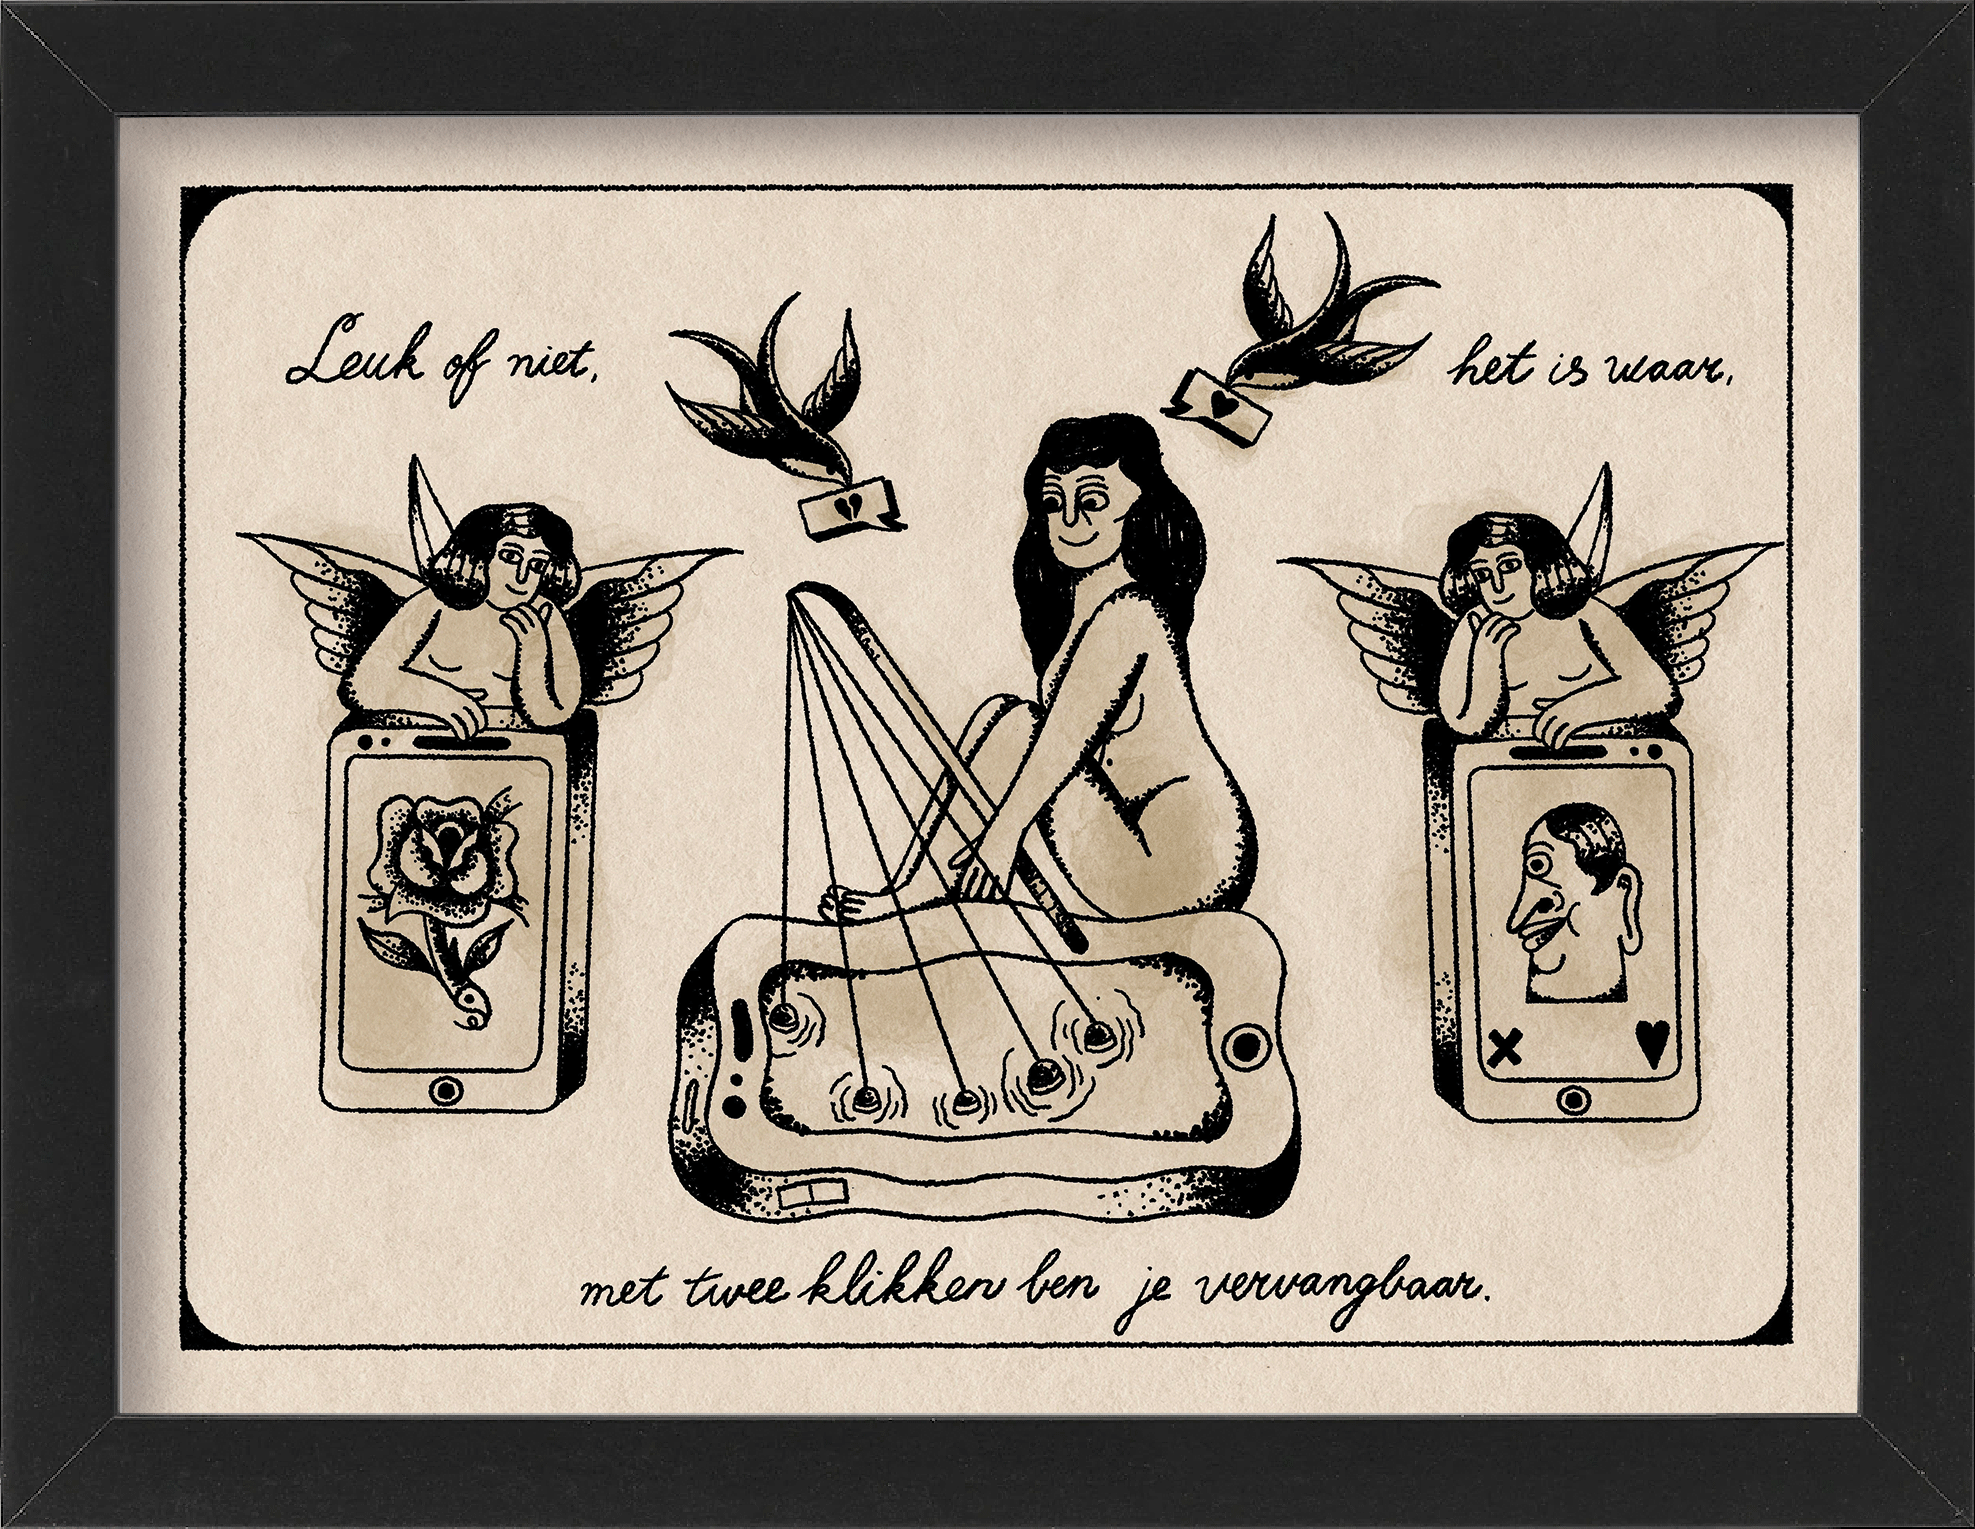 Leuk of niet,
het is waar,
met twee klikken ben je vervangbaar.